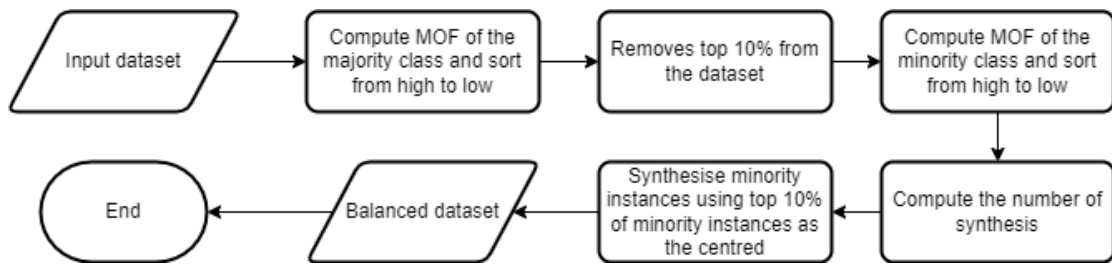 Input dataset
Compute MOF of the
majority class and sort
from high to low
Removes top 10% from
the dataset
Compute MOF of the
minority class and sort
from high to low
Compute the number of
synthesis
Synthesise minority
instances using top 10%
of minority instances as
the centred
Balanced dataset
End